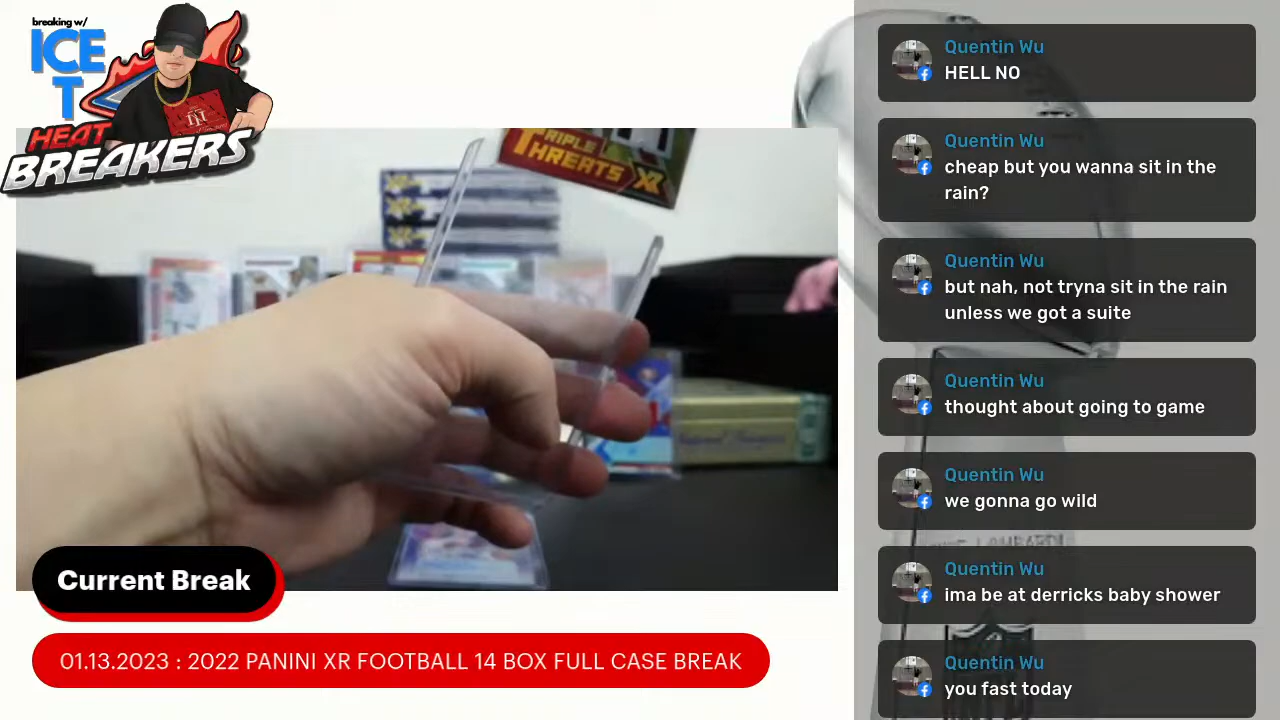 breaking w/
ICE
T
HEAT
BREAKERS
TRIPLE
THREATS XR
Current Break
01.13.2023 : 2022 PANINI XR FOOTBALL 14 BOX FULL CASE BREAK
Quentin Wu
HELL NO
Quentin Wu
cheap but you wanna sit in the
rain?
Quentin Wu
but nah, not tryna sit in the rain
unless we got a suite
Quentin Wu
thought about going to game
Quentin Wu
we gonna go wild
Quentin Wu
ima be at derricks baby shower
Quentin Wu
you fast today
NFL